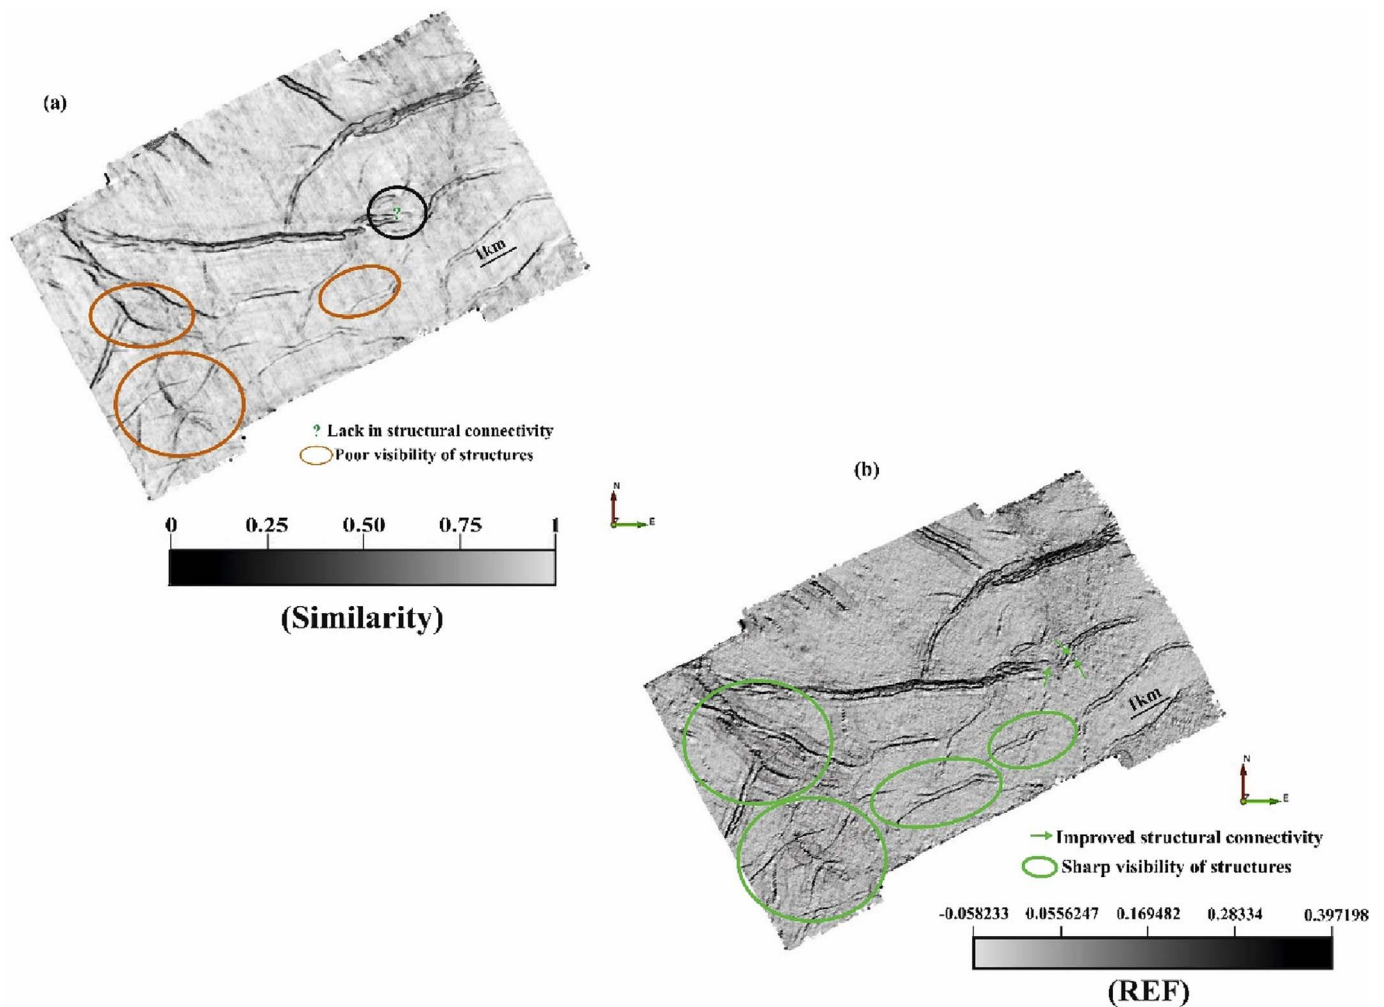 (a)
?
1km
? Lack in structural connectivity
Poor visibility of structures
0 0.25 0.50 0.75 1
(Similarity)
N
E
(b)
1km
N
E
Improved structural connectivity
Sharp visibility of structures
-0.058233 0.0556247 0.169482 0.28334 0.397198
(REF)